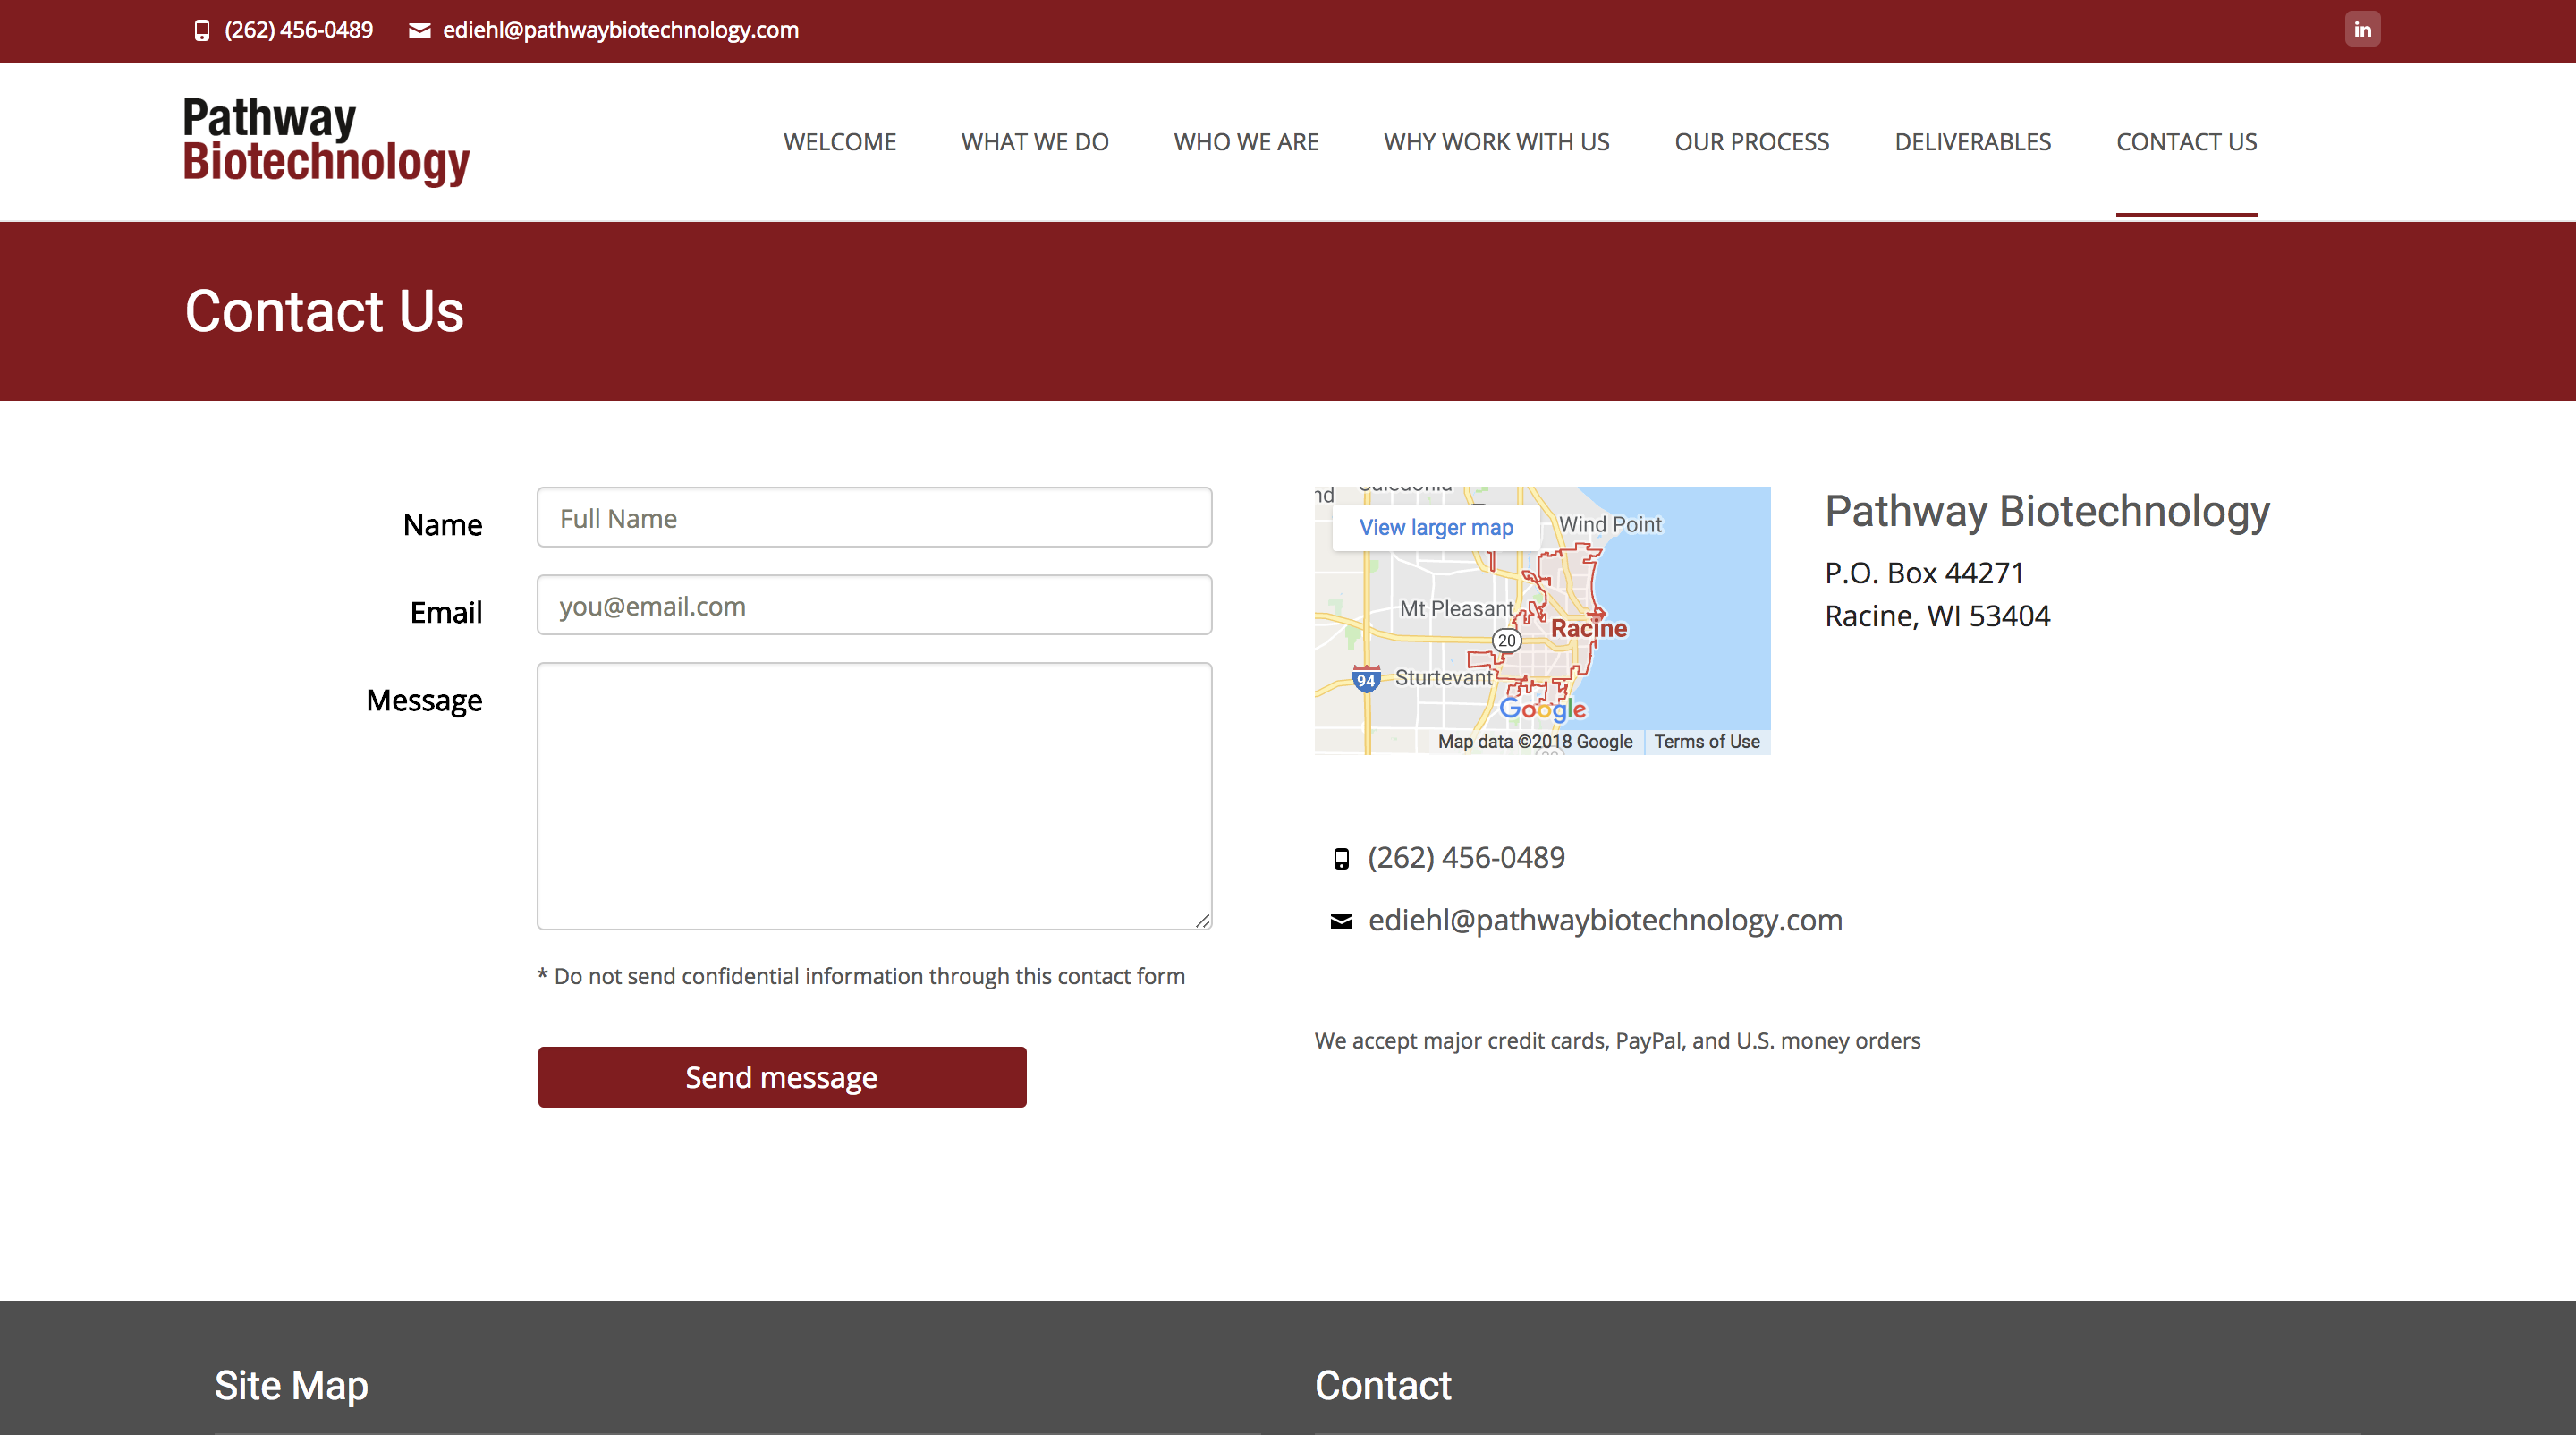 (262) 456-0489 ediehl@pathwaybiotechnology.com in
Pathway
Biotechnology
WELCOME WHAT WE DO WHO WE ARE WHY WORK WITH US OUR PROCESS DELIVERABLES CONTACT US
Contact Us
Name
Full Name
Email
you@email.com
Message
* Do not send confidential information through this contact form
Send message
nd Caledonia
View larger map
Wind Point
Mt Pleasant
20
Racine
94
Sturtevant
Google
Map data ©2018 Google Terms of Use
Pathway Biotechnology
P.O. Box 44271
Racine, WI 53404
(262) 456-0489
ediehl@pathwaybiotechnology.com
We accept major credit cards, PayPal, and U.S. money orders
Site Map Contact